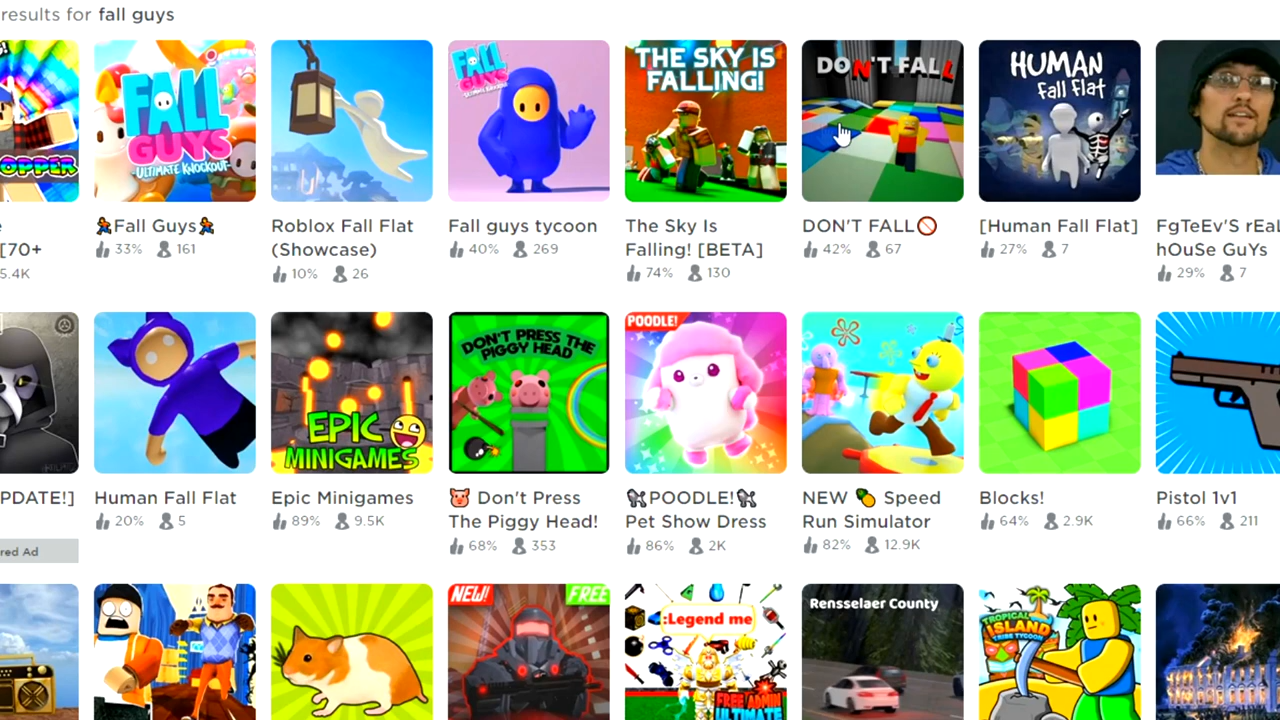 results for fall guys
OPPER
FALL
GUYS
-ULTIMATE KNOCKOUT-
FALL
GUYS
THE SKY IS
FALLING!
DON'T FALL
HUMAN
fall flat
[70+
5.4K
🏃Fall Guys🏃
33% 161
Roblox Fall Flat
(Showcase)
10% 26
Fall guys tycoon
40% 269
The Sky Is
Falling! [BETA]
74% 130
DON'T FALL🚫
42% 67
[Human Fall Flat]
27% 7
FgTeEv'S rEaL
hOuSe GuYs
29% 7
EPIC
MINIGAMES
DON'T PRESS THE
PIGGY HEAD
POODLE!
PDATE!]
red Ad
Human Fall Flat
20% 5
Epic Minigames
89% 9.5K
🐷 Don't Press
The Piggy Head!
68% 353
🐩POODLE!🐩
Pet Show Dress
86% 2K
NEW 🍍 Speed
Run Simulator
82% 12.9K
Blocks!
64% 2.9K
Pistol 1v1
66% 211
NEW!
FREE
:Legend me
FREE ADMIN
ULTIMATE
Rensselaer County
TROPICAL
ISLAND
TRIBE TYCOON